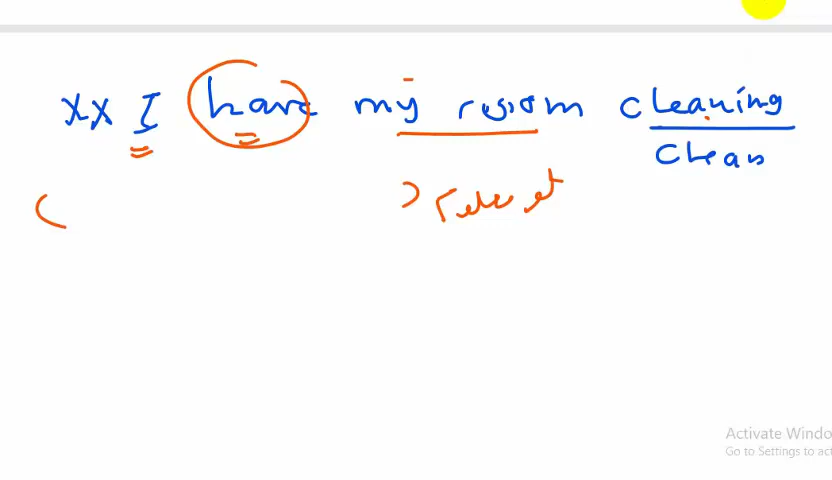 xx I have my room cleaning
clean
Activate Windo
Go to Settings to act